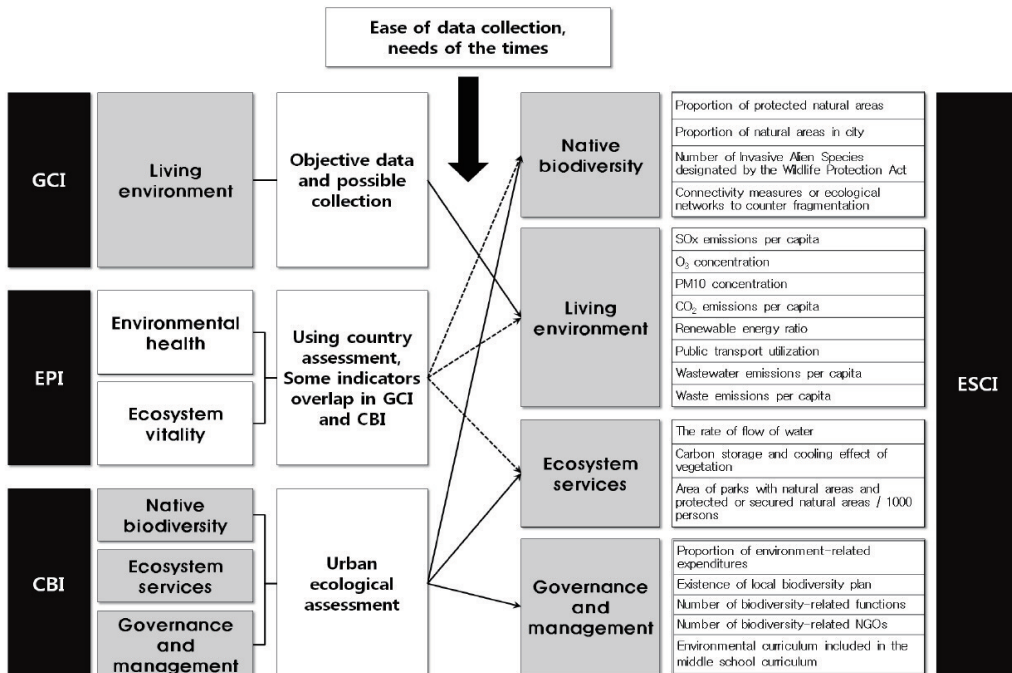 Ease of data collection,
needs of the times
GCI
Living
environment
Objective data
and possible
collection
EPI
Environmental
health
Ecosystem
vitality
Using country
assessment,
Some indicators
overlap in GCI
and CBI
CBI
Native
biodiversity
Ecosystem
services
Governance
and
management
Urban
ecological
assessment
Native
biodiversity
Proportion of protected natural areas
Proportion of natural areas in city
Number of Invasive Alien Species
designated by the Wildlife Protection Act
Connectivity measures or ecological
networks to counter fragmentation
Living
environment
SOx emissions per capita
O₃ concentration
PM10 concentration
CO₂ emissions per capita
Renewable energy ratio
Public transport utilization
Wastewater emissions per capita
Waste emissions per capita
Ecosystem
services
The rate of flow of water
Carbon storage and cooling effect of
vegetation
Area of parks with natural areas and
protected or secured natural areas / 1000
persons
Governance
and
management
Proportion of environment-related
expenditures
Existence of local biodiversity plan
Number of biodiversity-related functions
Number of biodiversity-related NGOs
Environmental curriculum included in the
middle school curriculum
ESCI